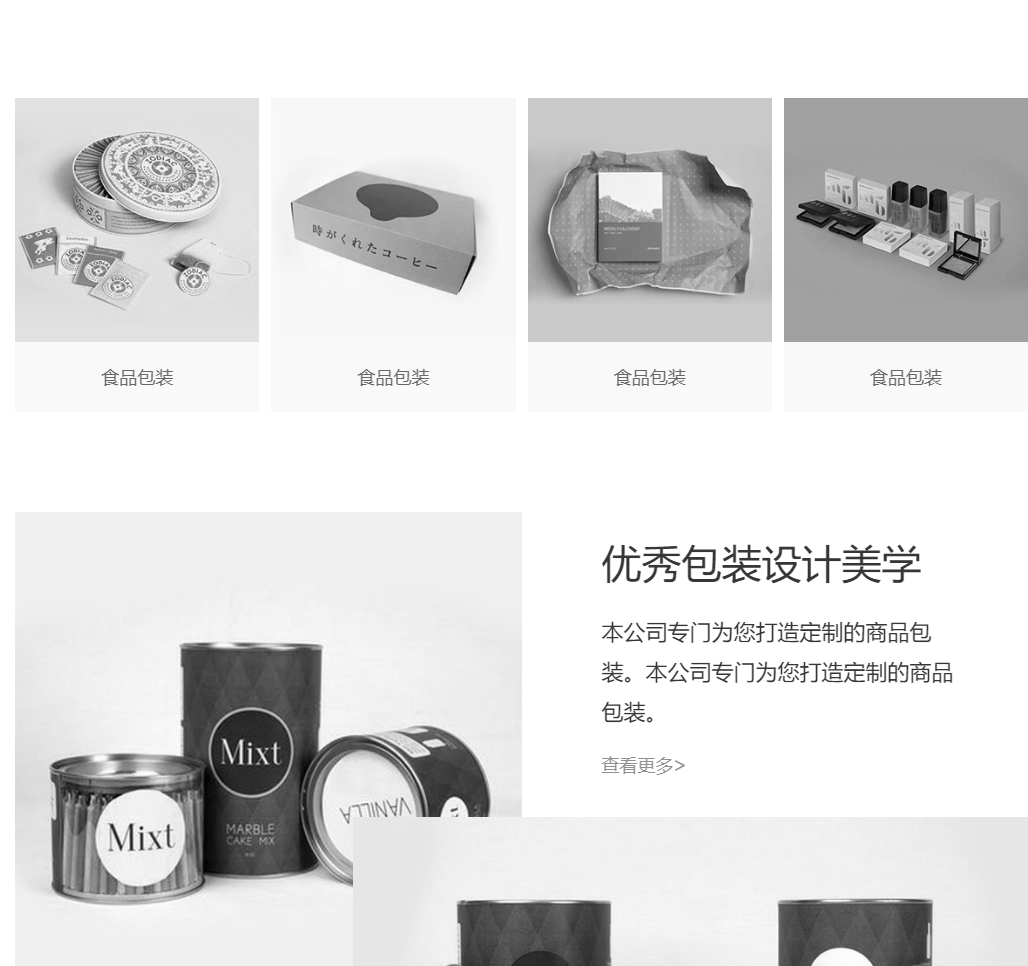 ZODIAC
ZODIAC
ZODIAC
時がくれたコーヒー
WEEKLY CALENDAR
食品包装
食品包装
食品包装
食品包装
优秀包装设计美学
本公司专门为您打造定制的商品包
装。本公司专门为您打造定制的商品
包装。
查看更多>
Mixt
MARBLE
CAKE MIX
Mixt
VANILLA